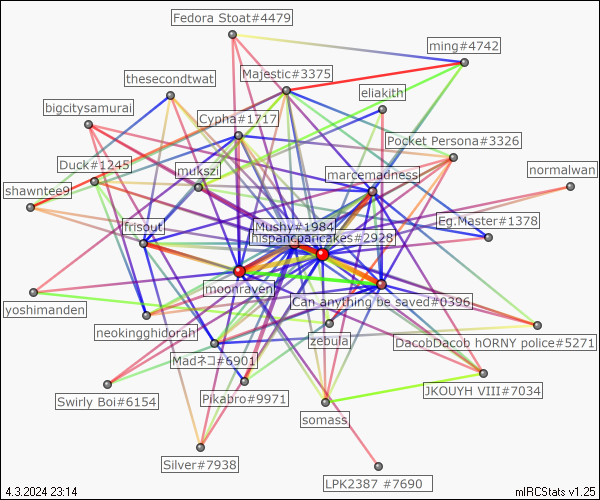 Fedora Stoat#4479
ming#4742
Majestic#3375
thesecondtwat
eliakith
bigcitysamurai
Cypha#1717
Pocket Persona#3326
Duck#1245
mukszi
marcemadness
normalwan
shawntee9
Mushy#1984
Eg.Master#1378
frisout
hispancpancakes#2928
moonraven
Can anything be saved#0396
yoshimanden
neokingghidorah
zebula
DacobDacob hORNY police#5271
Madネコ#6901
JKOUYH VIII#7034
Swirly Boi#6154
Pikabro#9971
somass
Silver#7938
LPK2387 #7690
4.3.2024 23:14
mIRCStats v1.25